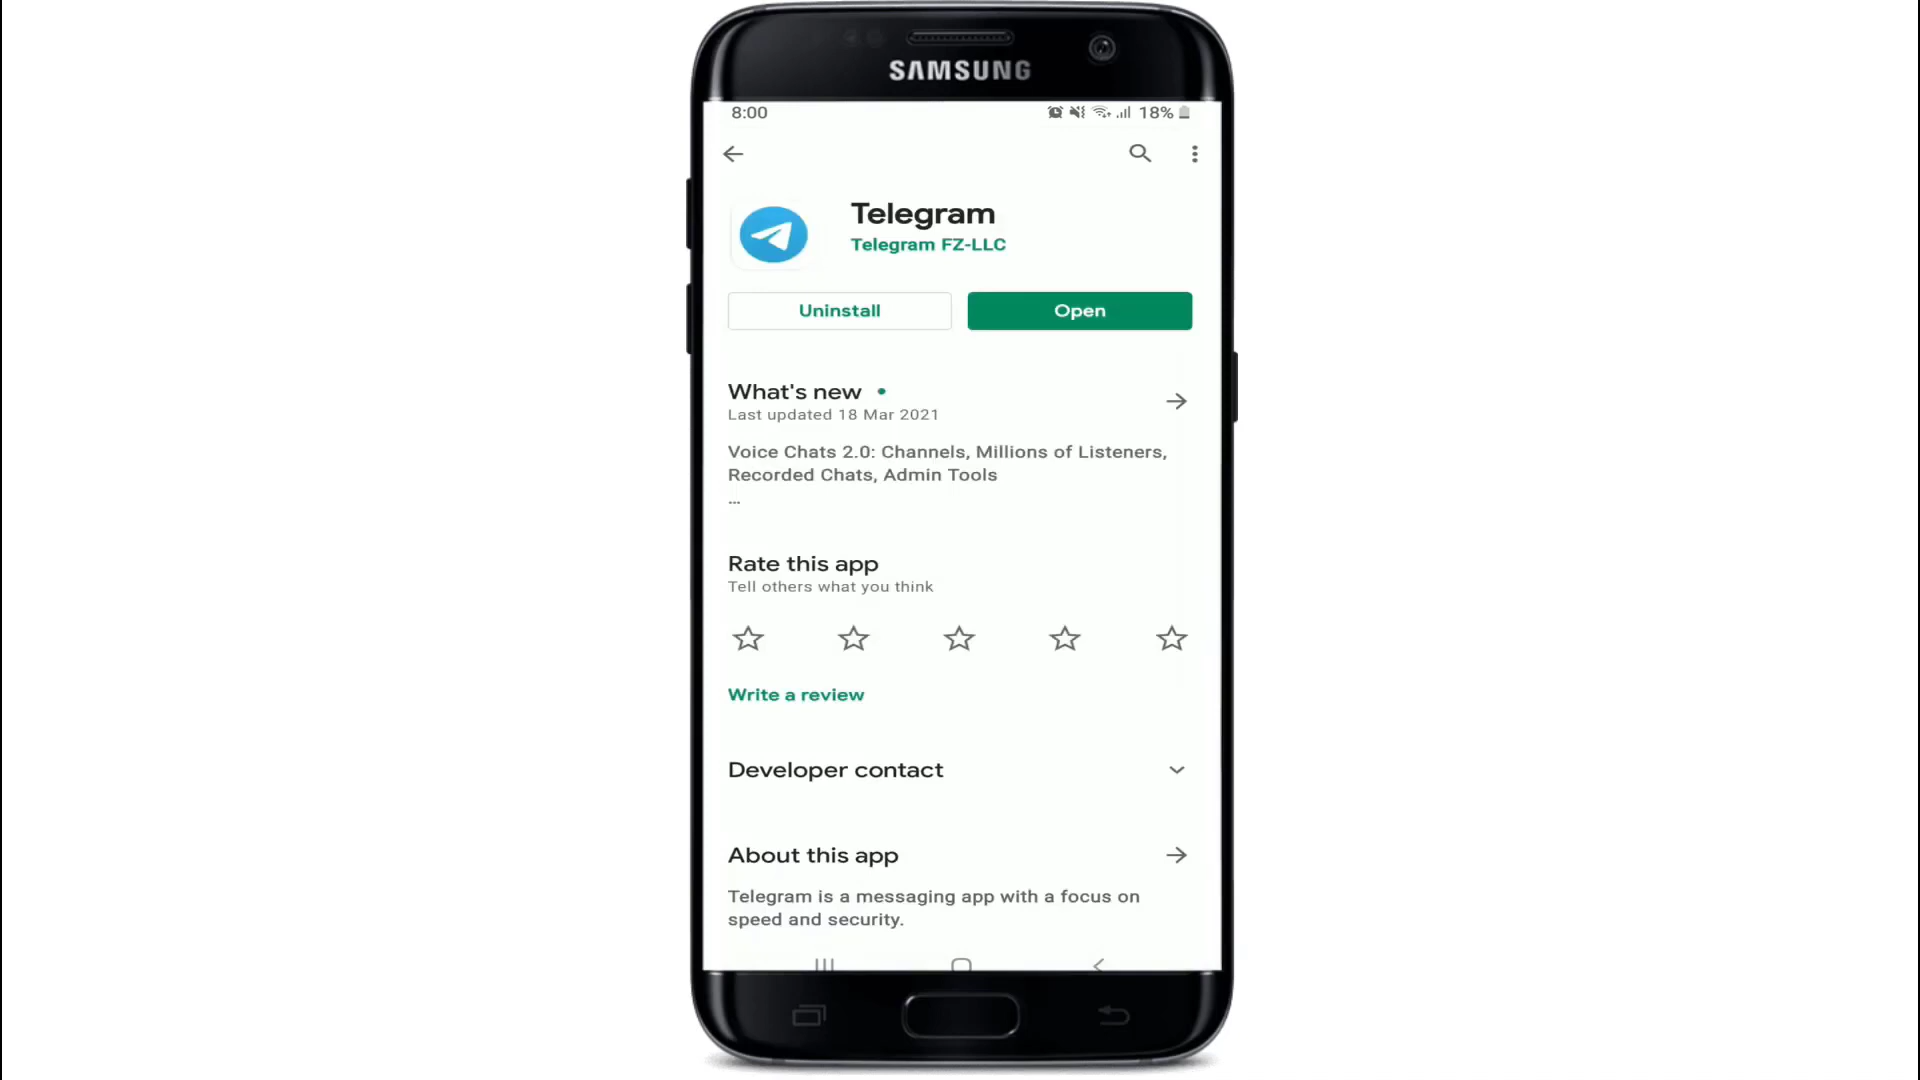 SAMSUNG
8:00
18%
Telegram
Telegram FZ-LLC
Uninstall
Open
What's new
Last updated 18 Mar 2021
Voice Chats 2.0: Channels, Millions of Listeners,
Recorded Chats, Admin Tools
...
Rate this app
Tell others what you think
Write a review
Developer contact
About this app
Telegram is a messaging app with a focus on
speed and security.